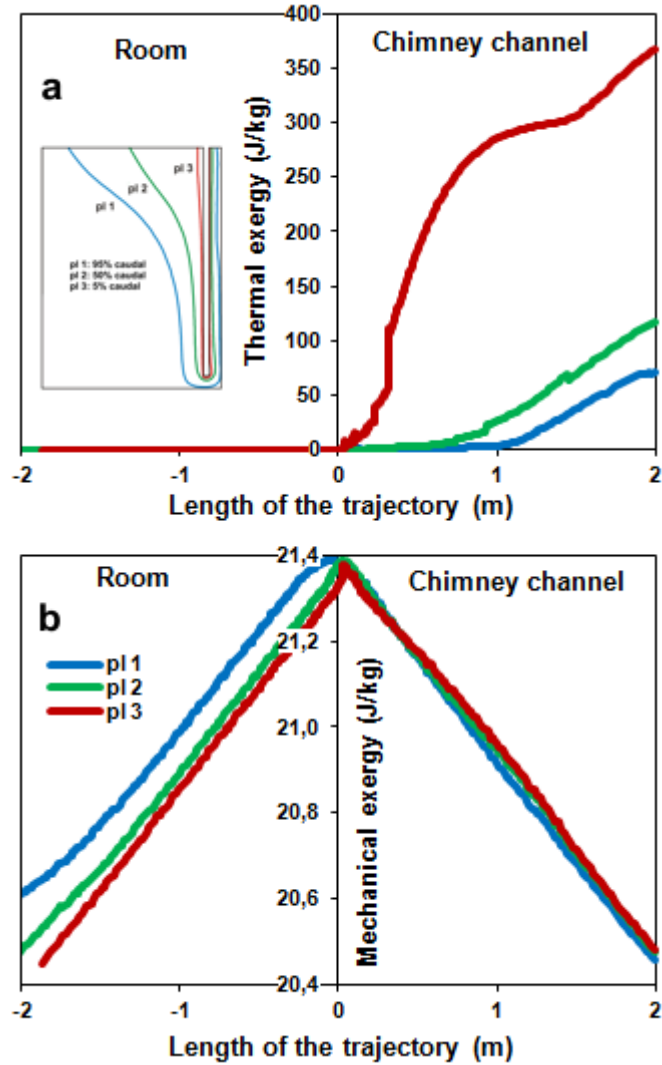 400
Room
Chimney channel
350
a
300
250
200
150
100
50
0
Thermal exergy (J/kg)
pl 3
pl 2
pl 1
pl 1: 95% caudal
pl 2: 50% caudal
pl 3: 5% caudal
-2
-1
0
1
2
Length of the trajectory (m)
21,4
Room
Chimney channel
b
21,2
pl 1
pl 2
pl 3
21,0
20,8
20,6
20,4
Mechanical exergy (J/kg)
-2
-1
0
1
2
Length of the trajectory (m)